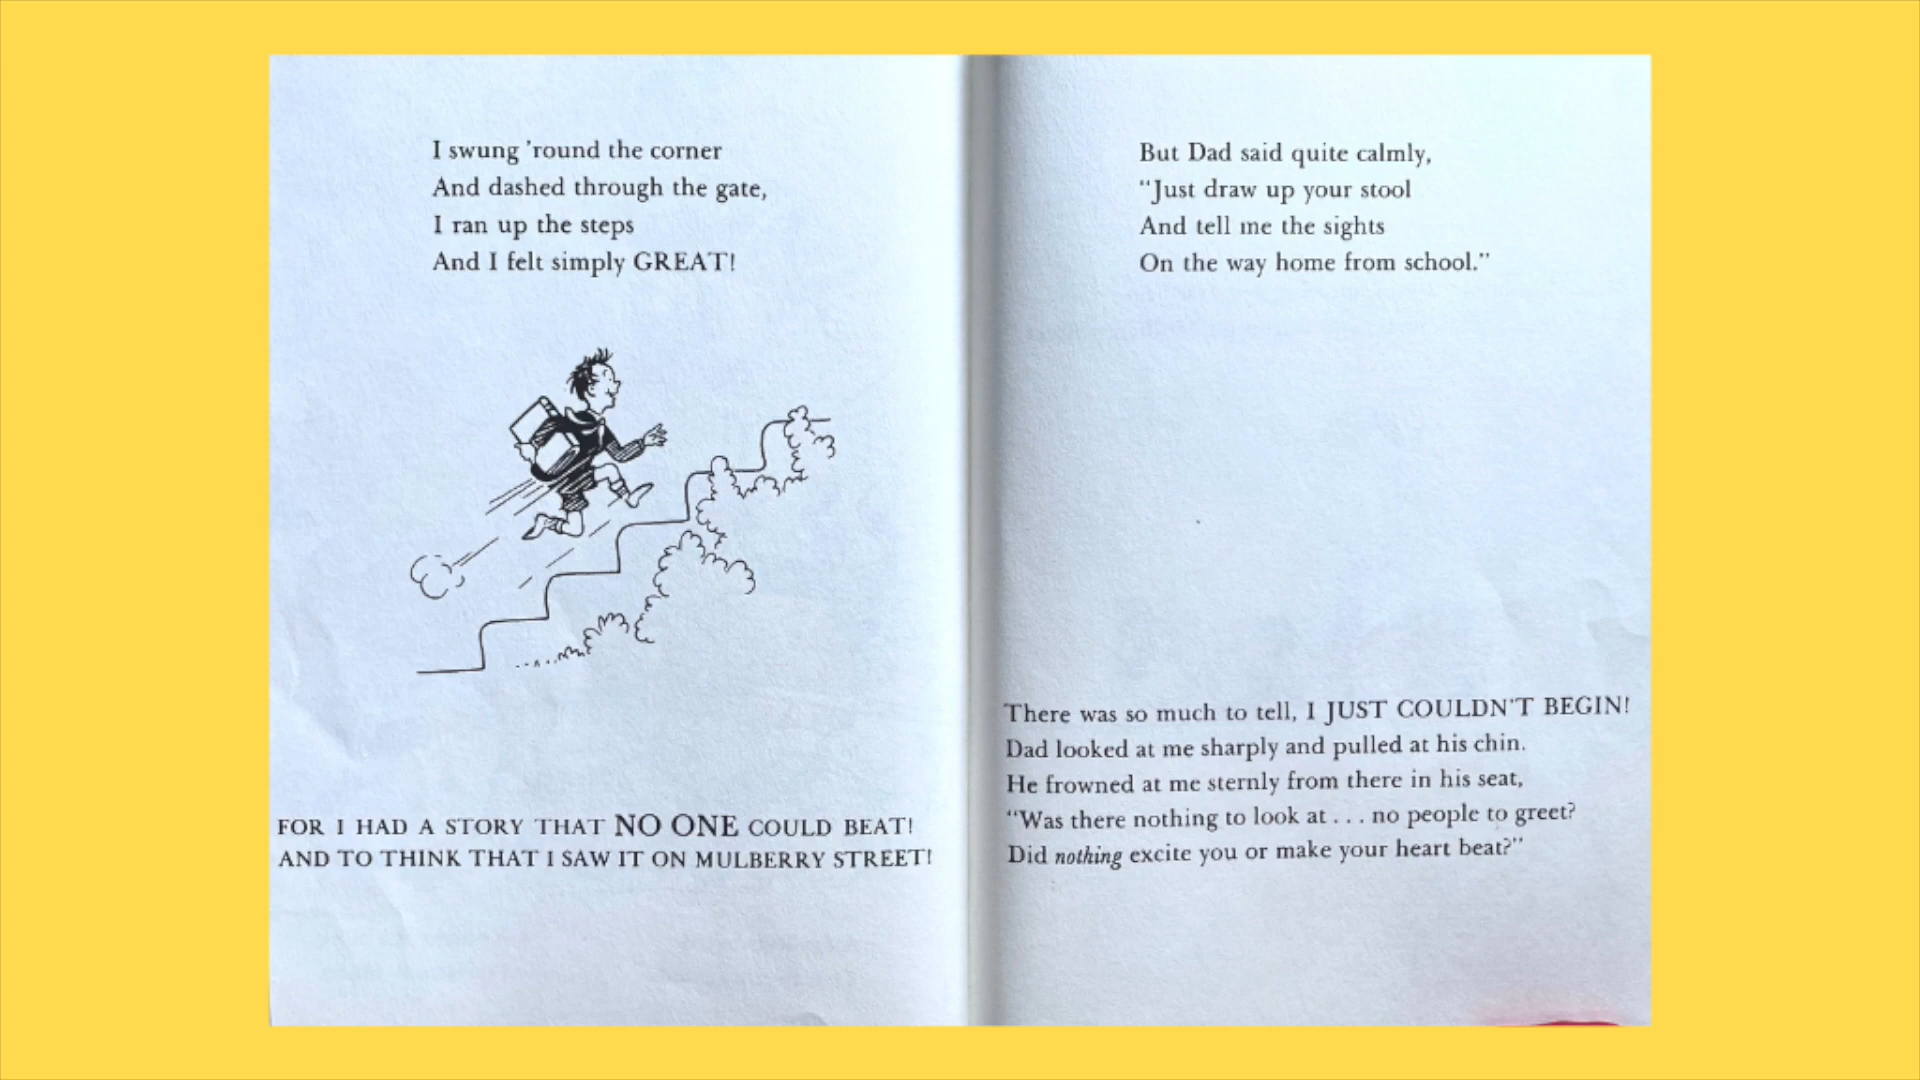 I swung 'round the corner
And dashed through the gate,
I ran up the steps
And I felt simply GREAT!
FOR I HAD A STORY THAT NO ONE COULD BEAT!
AND TO THINK THAT I SAW IT ON MULBERRY STREET!
But Dad said quite calmly,
“Just draw up your stool
And tell me the sights
On the way home from school.”
There was so much to tell, I JUST COULDN'T BEGIN!
Dad looked at me sharply and pulled at his chin.
He frowned at me sternly from there in his seat,
“Was there nothing to look at . . . no people to greet?
Did nothing excite you or make your heart beat?”